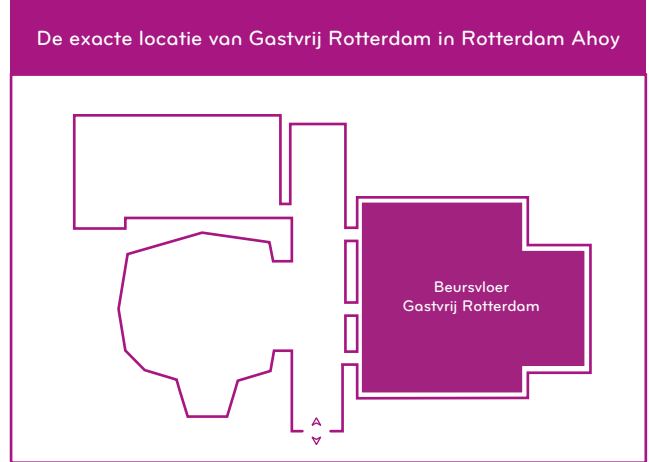 De exacte locatie van Gastvrij Rotterdam in Rotterdam Ahoy
Beursvloer
Gastvrij Rotterdam